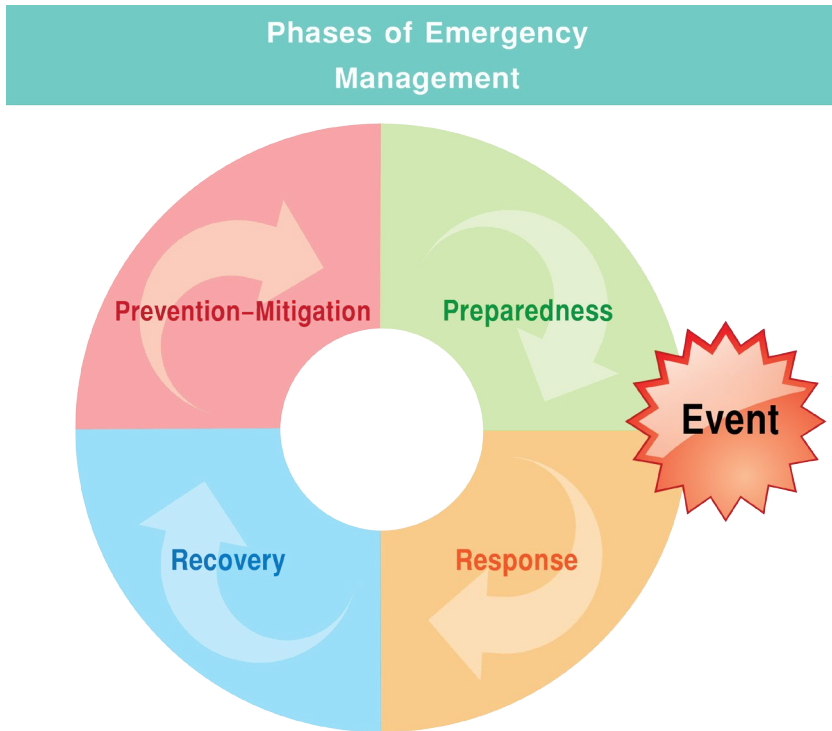 Phases of Emergency
Management
Prevention–Mitigation
Preparedness
Event
Recovery
Response